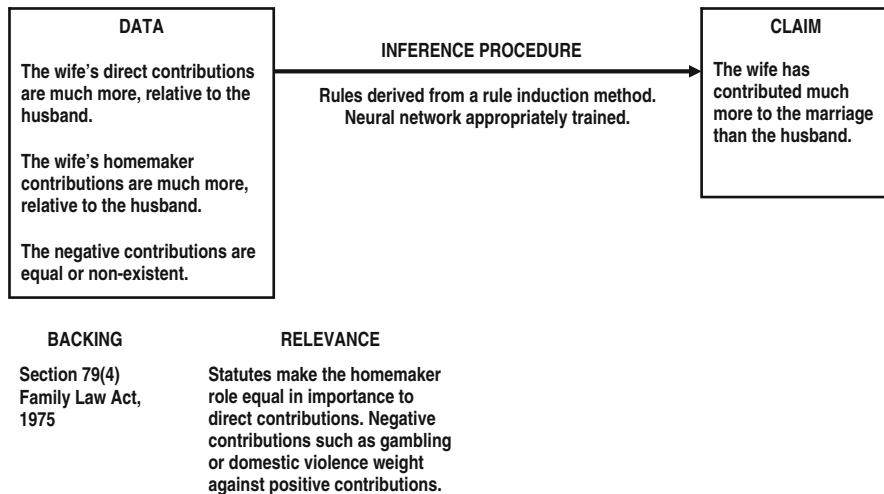 DATA
The wife's direct contributions
are much more, relative to the
husband.
The wife's homemaker
contributions are much more,
relative to the husband.
The negative contributions are
equal or non-existent.
INFERENCE PROCEDURE
Rules derived from a rule induction method.
Neural network appropriately trained.
CLAIM
The wife has
contributed much
more to the marriage
than the husband.
BACKING
Section 79(4)
Family Law Act,
1975
RELEVANCE
Statutes make the homemaker
role equal in importance to
direct contributions. Negative
contributions such as gambling
or domestic violence weight
against positive contributions.